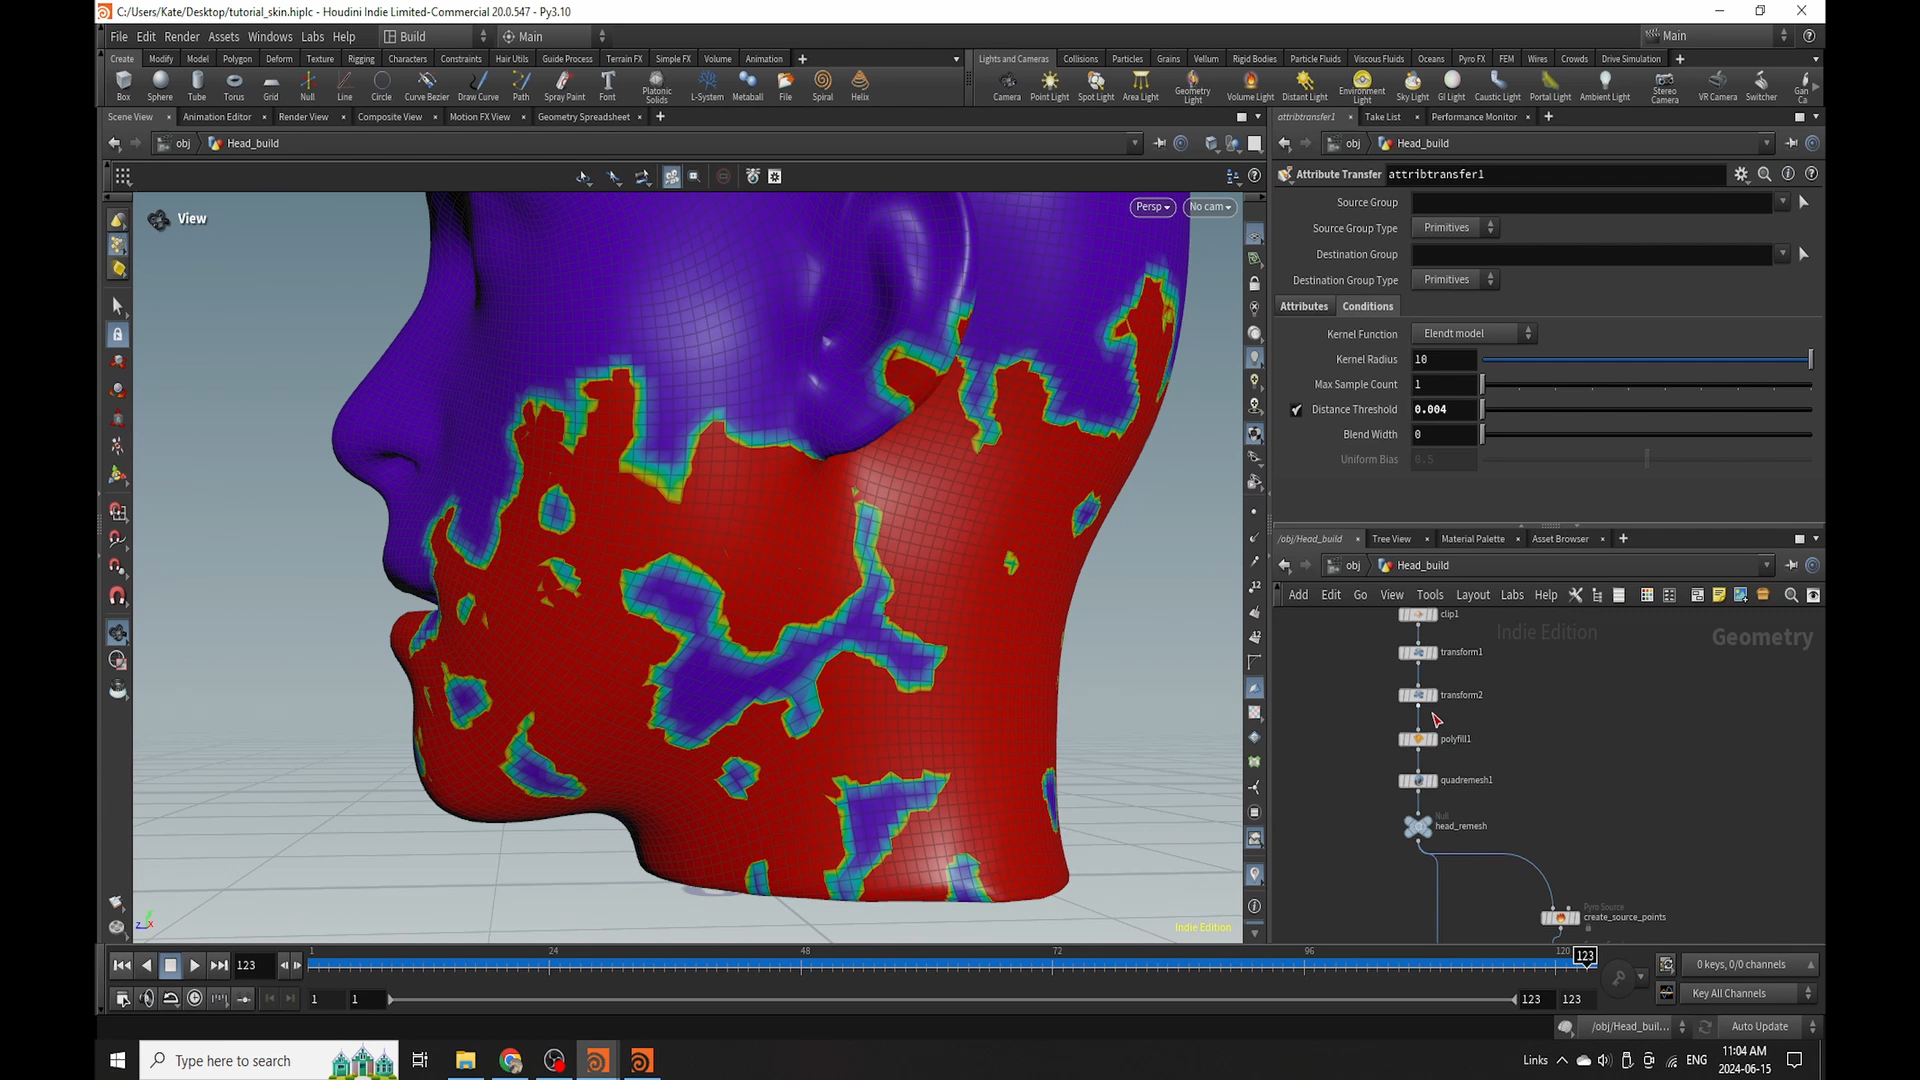 C:/Users/Kate/Desktop/tutorial_skin.hiplc - Houdini Indie Limited-Commercial 20.0.547 - Py3.10
File Edit Render Assets Windows Labs Help Build Main Main
Create Modify Model Polygon Deform Texture Rigging Characters Constraints Hair Utils Guide Process Terrain FX Simple FX Volume Animation
Lights and Cameras Collisions Particles Grains Vellum Rigid Bodies Particle Fluids Viscous Fluids Oceans Pyro FX FEM Wires Crowds Drive Simulation
Box Sphere Tube Torus Grid Null Line Circle Curve Bezier Draw Curve Path Spray Paint Font Platonic Solids L-System Metaball File Spiral Helix
Camera Point Light Spot Light Area Light Geometry Light Volume Light Distant Light Environment Light Sky Light GI Light Caustic Light Portal Light Ambient Light Stereo Camera VR Camera Switcher Gan Ca
Scene View Animation Editor Render View Composite View Motion FX View Geometry Spreadsheet
attribtransfer1 Take List Performance Monitor
obj Head_build
obj Head_build
Attribute Transfer attribtransfer1
View
Persp No cam
Source Group
Source Group Type Primitives
Destination Group
Destination Group Type Primitives
Attributes Conditions
Kernel Function Elendt model
Kernel Radius 10
Max Sample Count 1
Distance Threshold 0.004
Blend Width 0
Uniform Bias 0.5
/obj/Head_build Tree View Material Palette Asset Browser
obj Head_build
Add Edit Go View Tools Layout Labs Help
Indie Edition Geometry
clip1
transform1
transform2
polyfill1
quadremesh1
Null
head_remesh
Pyro Source
create_source_points
Indie Edition
z x
123
1 24 48 72 96 120 123
0 keys, 0/0 channels
1 1 123 123
Key All Channels
/obj/Head_buil... Auto Update
Type here to search
Links ENG
11:04 AM
2024-06-15